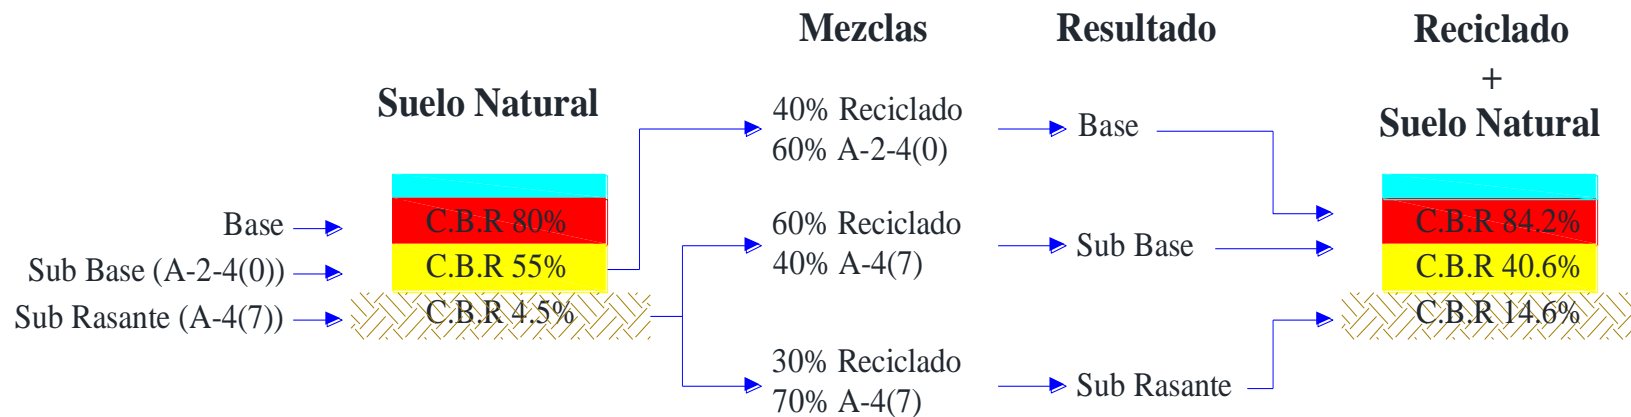 Suelo Natural
Base
Sub Base (A-2-4(0))
Sub Rasante (A-4(7))
C.B.R 80%
C.B.R 55%
C.B.R 4.5%
Mezclas
40% Reciclado
60% A-2-4(0)
60% Reciclado
40% A-4(7)
30% Reciclado
70% A-4(7)
Resultado
Base
Sub Base
Sub Rasante
Reciclado
+
Suelo Natural
C.B.R 84.2%
C.B.R 40.6%
C.B.R 14.6%